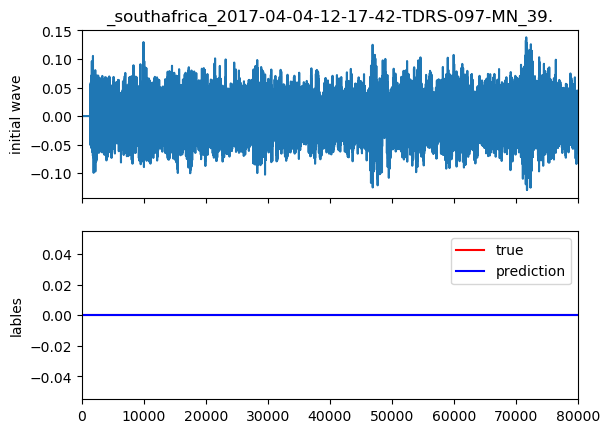 _southafrica_2017-04-04-12-17-42-TDRS-097-MN_39.
initial wave
0.15
0.10
0.05
0.00
−0.05
−0.10
lables
0.04
0.02
0.00
−0.02
−0.04
true
prediction
0 10000 20000 30000 40000 50000 60000 70000 80000